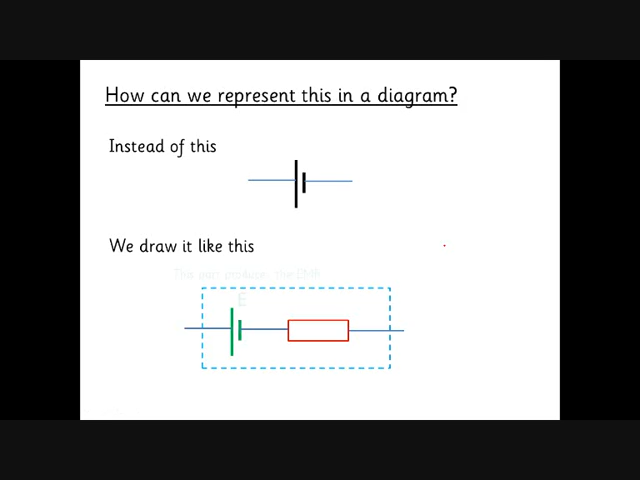 How can we represent this in a diagram?
Instead of this
We draw it like this
This part produces the EMF
E